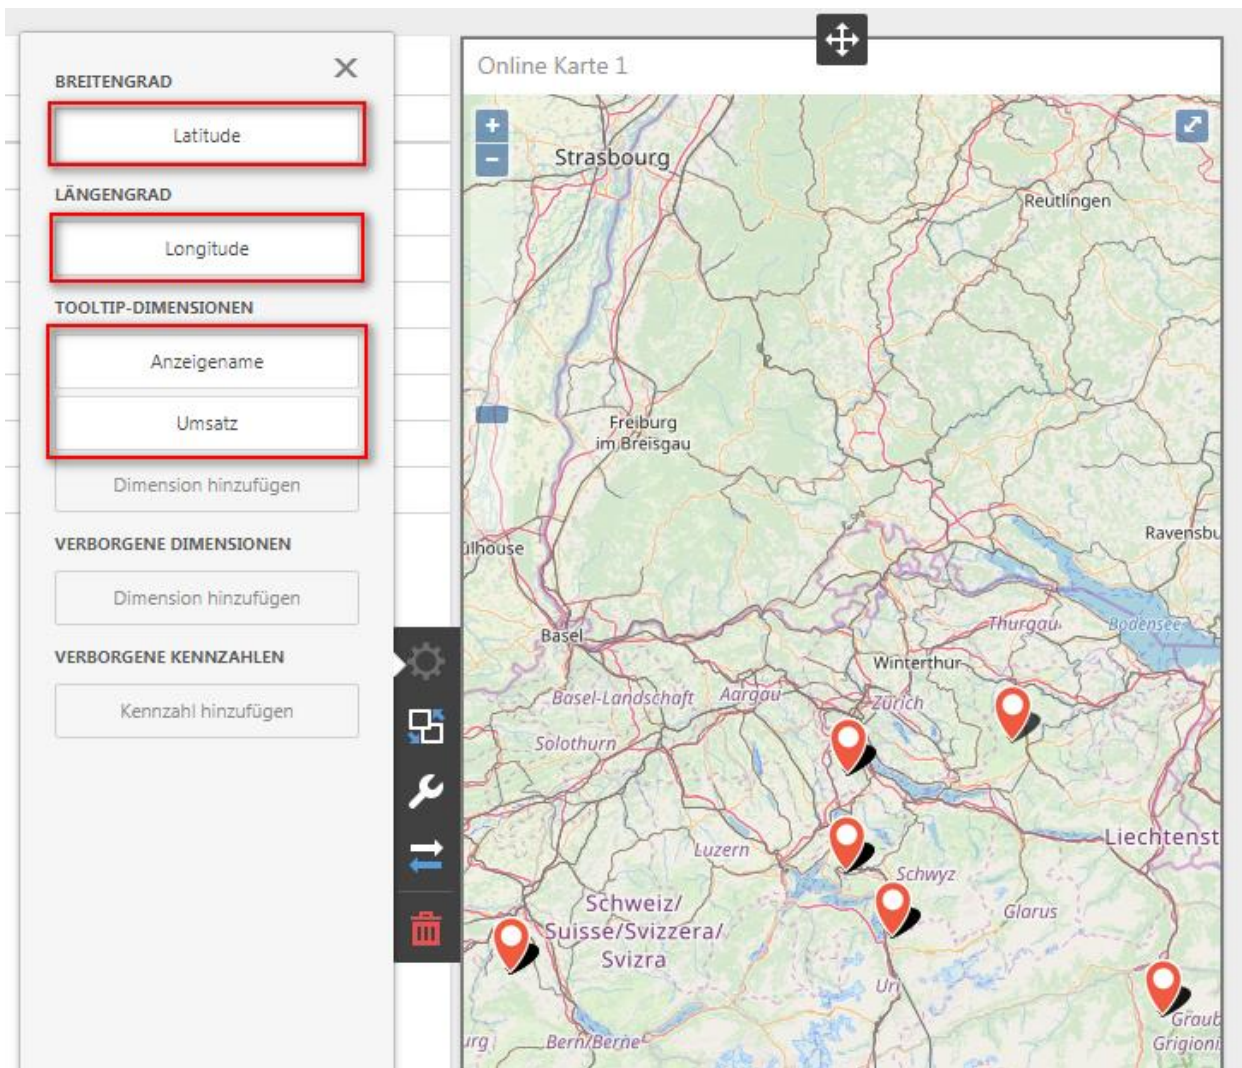 BREITENGRAD
Latitude
LÄNGENGRAD
Longitude
TOOLTIP-DIMENSIONEN
Anzeigename
Umsatz
Dimension hinzufügen
VERBORGENE DIMENSIONEN
Dimension hinzufügen
VERBORGENE KENNZAHLEN
Kennzahl hinzufügen
Online Karte 1
+
−
Strasbourg
Reutlingen
Freiburg
im Breisgau
Ravensbu
ülhouse
Thurgau
Bodensee
Basel
Winterthur
Basel-Landschaft
Aargau
Zürich
Solothurn
Luzern
Liechtenst
Schwyz
Schweiz/
Suisse/Svizzera/
Svizra
Glarus
Uri
Graub
Grigioni
urg
Bern/Berne